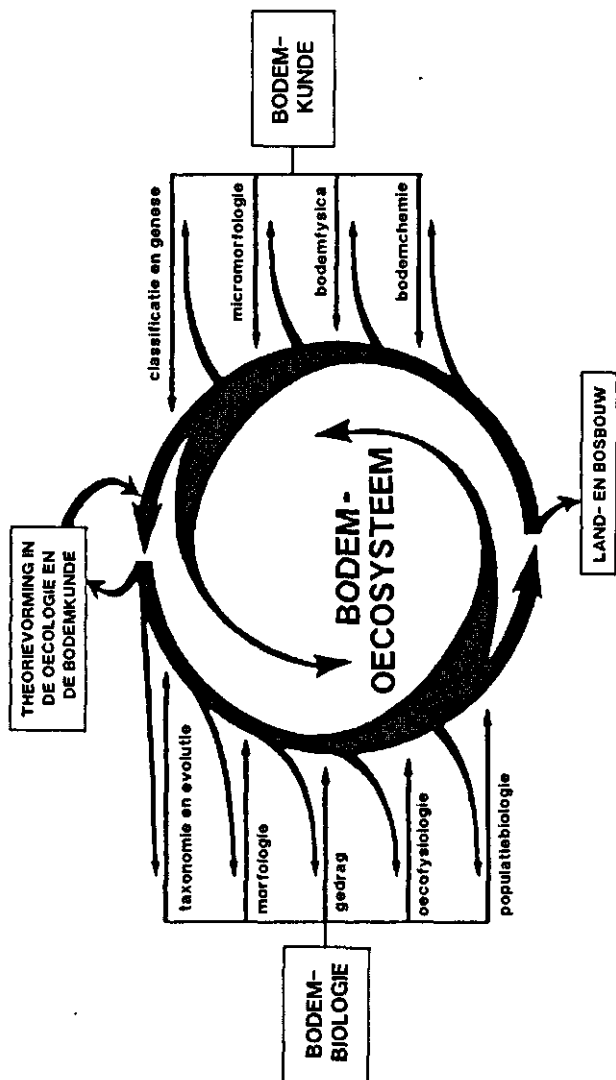 THEORIEVORMING IN
DE OECOLOGIE EN
DE BODEMKUNDE
BODEM-
BIOLOGIE
taxonomie en evolutie
morfologie
gedrag
oecofysiologie
populatiebiologie
BODEM-
OECOSYSTEEM
classificatie en genese
micromorfologie
bodemfysica
bodemchemie
BODEM-
KUNDE
LAND- EN BOSBOUW